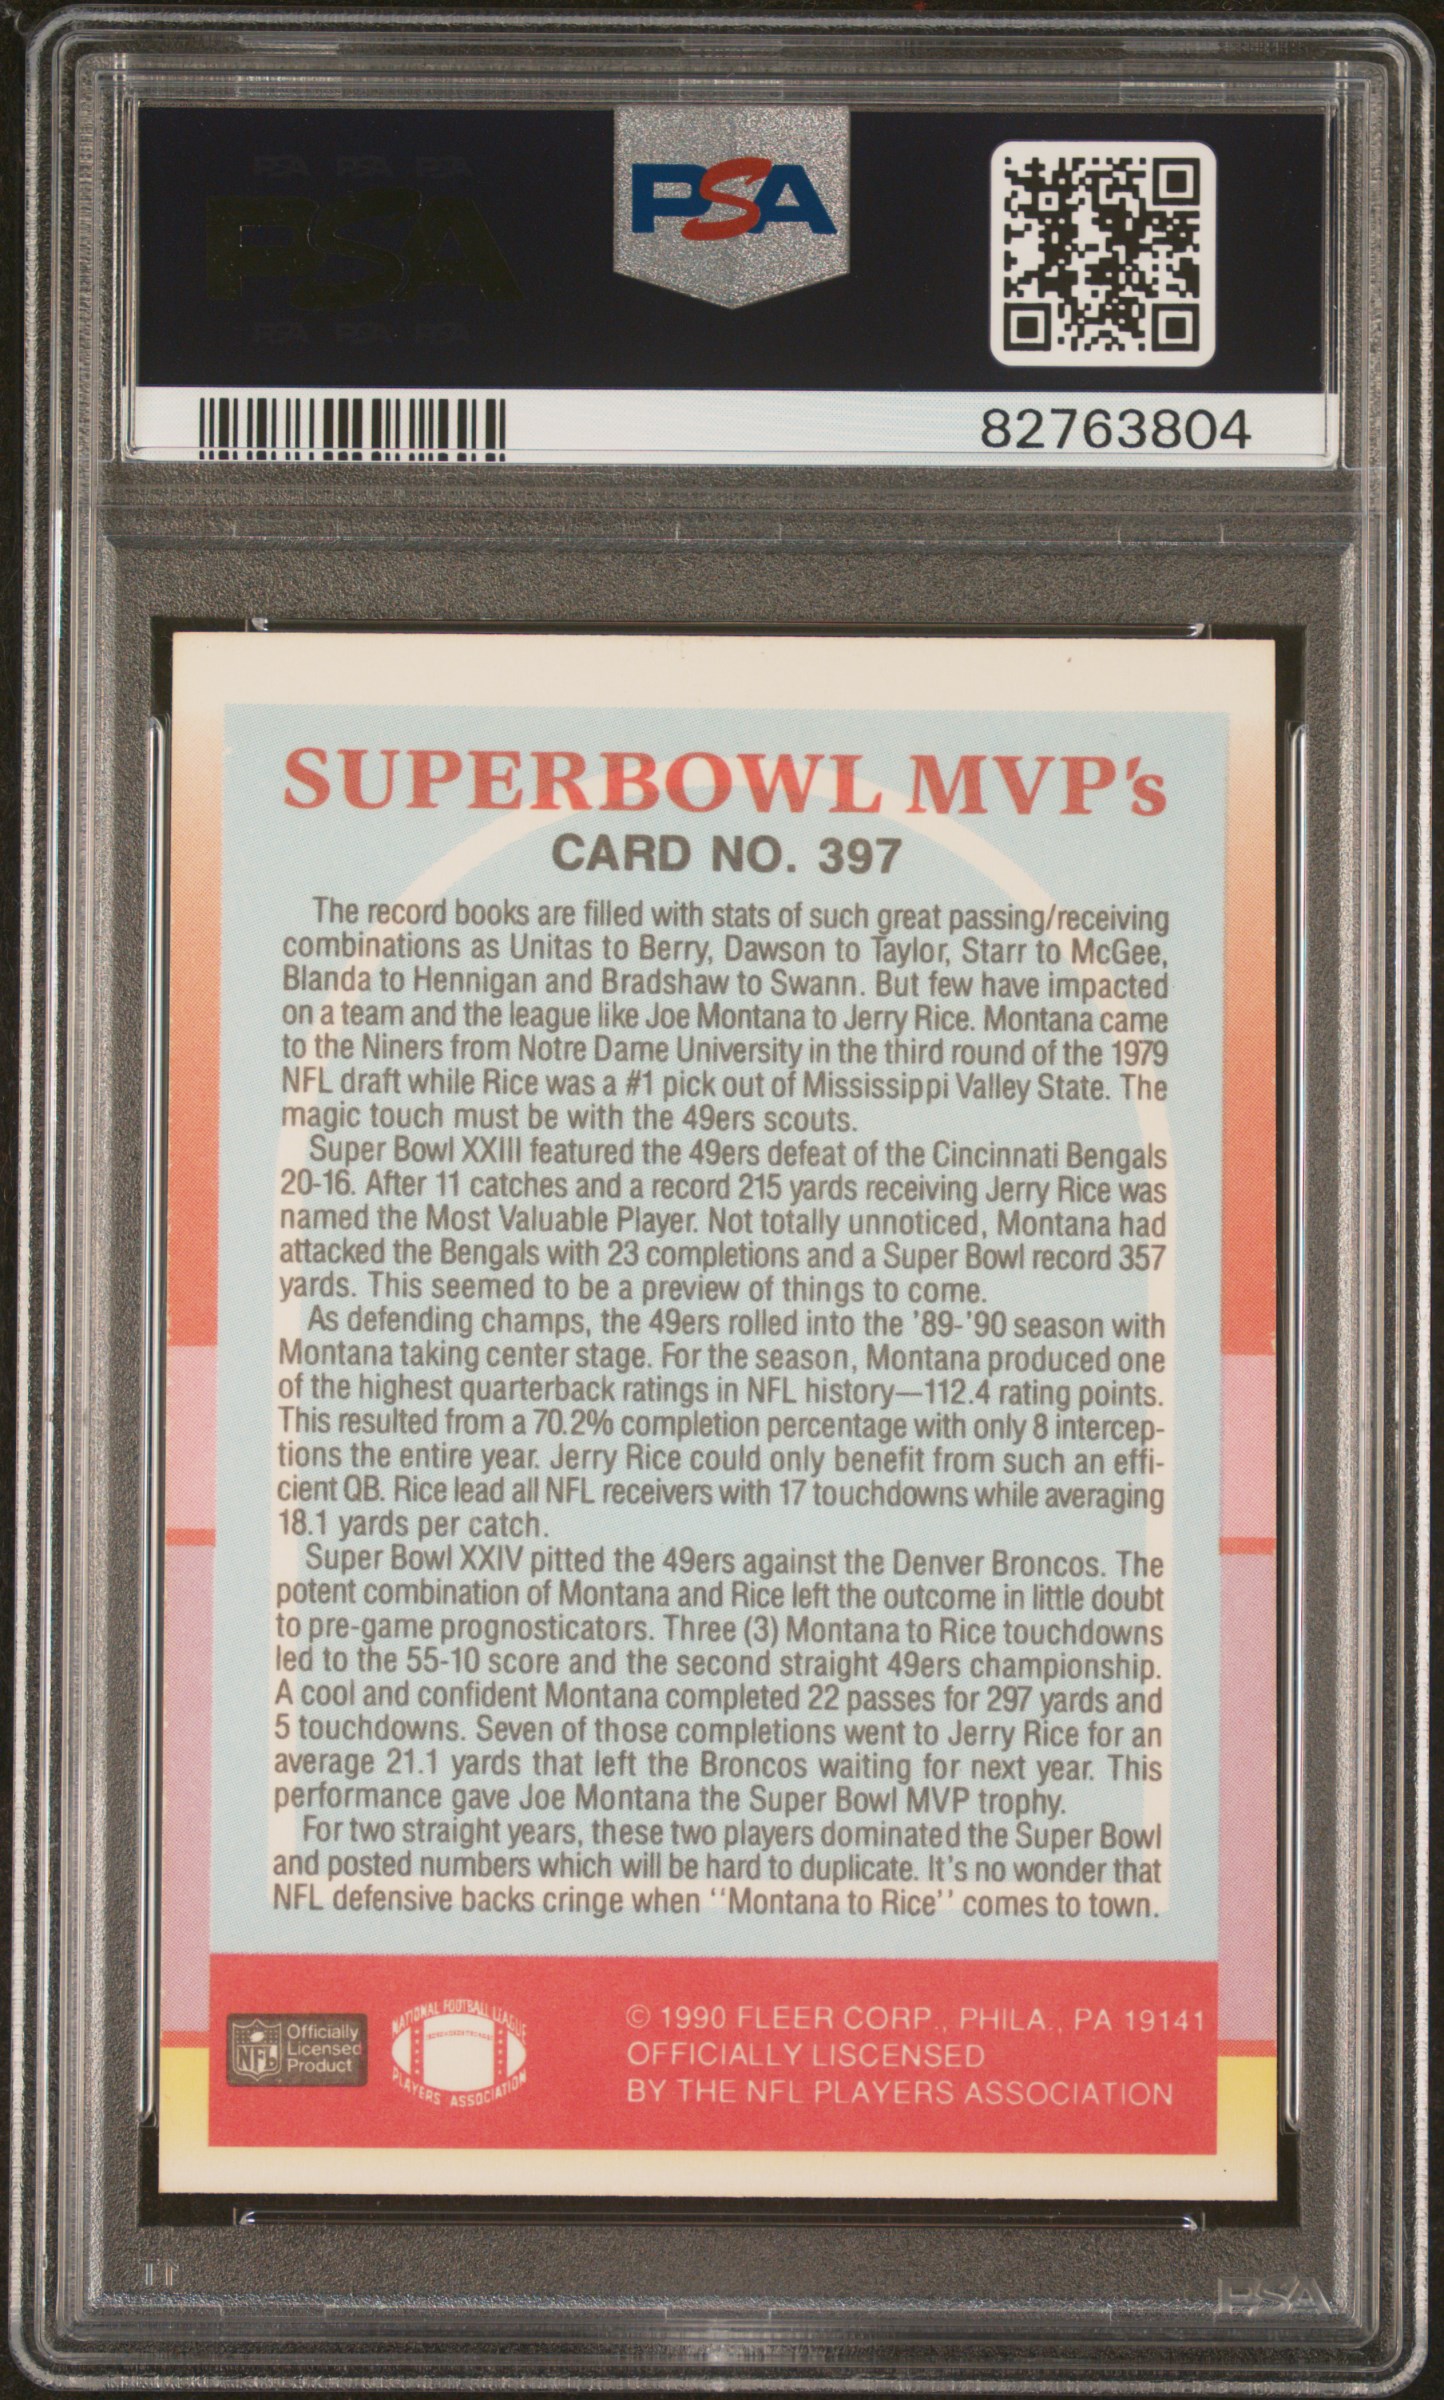 PSA PSA PSA
PSA
PSA PSA PSA
PSA
82763804
SUPERBOWL MVP's
CARD NO. 397
The record books are filled with stats of such great passing/receiving
combinations as Unitas to Berry, Dawson to Taylor, Starr to McGee,
Blanda to Hennigan and Bradshaw to Swann. But few have impacted
on a team and the league like Joe Montana to Jerry Rice. Montana came
to the Niners from Notre Dame University in the third round of the 1979
NFL draft while Rice was a #1 pick out of Mississippi Valley State. The
magic touch must be with the 49ers scouts.
Super Bowl XXIII featured the 49ers defeat of the Cincinnati Bengals
20-16. After 11 catches and a record 215 yards receiving Jerry Rice was
named the Most Valuable Player. Not totally unnoticed, Montana had
attacked the Bengals with 23 completions and a Super Bowl record 357
yards. This seemed to be a preview of things to come.
As defending champs, the 49ers rolled into the '89-'90 season with
Montana taking center stage. For the season, Montana produced one
of the highest quarterback ratings in NFL history—112.4 rating points.
This resulted from a 70.2% completion percentage with only 8 intercep-
tions the entire year. Jerry Rice could only benefit from such an effi-
cient QB. Rice lead all NFL receivers with 17 touchdowns while averaging
18.1 yards per catch.
Super Bowl XXIV pitted the 49ers against the Denver Broncos. The
potent combination of Montana and Rice left the outcome in little doubt
to pre-game prognosticators. Three (3) Montana to Rice touchdowns
led to the 55-10 score and the second straight 49ers championship.
A cool and confident Montana completed 22 passes for 297 yards and
5 touchdowns. Seven of those completions went to Jerry Rice for an
average 21.1 yards that left the Broncos waiting for next year. This
performance gave Joe Montana the Super Bowl MVP trophy.
For two straight years, these two players dominated the Super Bowl
and posted numbers which will be hard to duplicate. It's no wonder that
NFL defensive backs cringe when ''Montana to Rice'' comes to town.
NFL
Officially
Licensed
Product
NATIONAL FOOTBALL LEAGUE
PLAYERS ASSOCIATION
© 1990 FLEER CORP., PHILA., PA 19141
OFFICIALLY LISCENSED
BY THE NFL PLAYERS ASSOCIATION
PSA